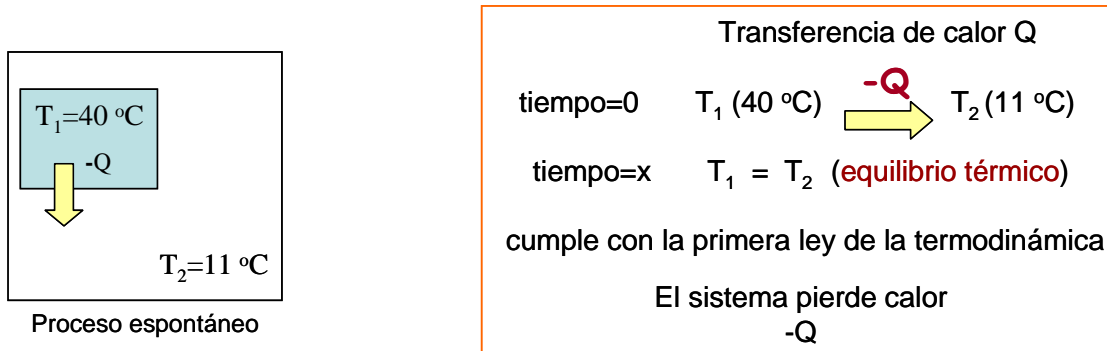 T₁=40 ºC
-Q
T₂=11 ºC
Proceso espontáneo
Transferencia de calor Q
-Q
tiempo=0 T₁ (40 ºC) T₂ (11 ºC)
tiempo=x T₁ = T₂ (equilibrio térmico)
cumple con la primera ley de la termodinámica
El sistema pierde calor
-Q